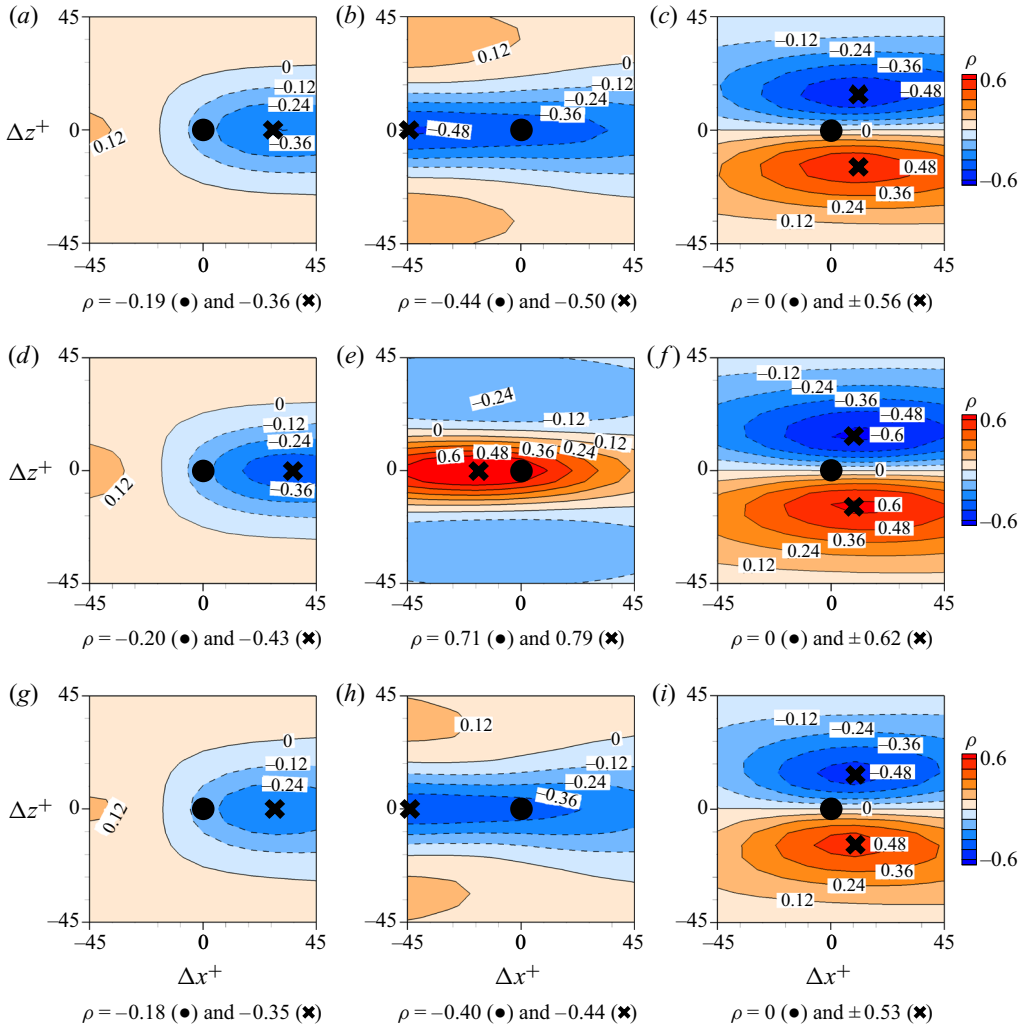 (a) 45 (b) 45 (c) 45
–0.12
0 0.12 0 –0.24 ρ
–0.12 –0.12 –0.36 0.6
–0.24 –0.24 –0.48
–0.36
Δz⁺ 0 0.12 –0.36 0 –0.48 0 0
0.48
0.36 –0.6
0.24
0.12
–45 –45 –45
–45 0 45 –45 0 45 –45 0 45
ρ = –0.19 (●) and –0.36 (✖) ρ = –0.44 (●) and –0.50 (✖) ρ = 0 (●) and ± 0.56 (✖)
(d) 45 (e) 45 (f) 45
–0.12
0 –0.24 –0.24
–0.12 –0.12 –0.36 ρ
–0.24 0 –0.48 0.6
0.6 0.48 0.36 0.24 0.12 –0.6
Δz⁺ 0 0.12 –0.36 0 0 0
0.6
0.48 –0.6
0.36
0.24
0.12
–45 –45 –45
–45 0 45 –45 0 45 –45 0 45
ρ = –0.20 (●) and –0.43 (✖) ρ = 0.71 (●) and 0.79 (✖) ρ = 0 (●) and ± 0.62 (✖)
(g) 45 (h) 45 (i) 45
0.12 –0.12
0 0 –0.24 ρ
–0.12 –0.12 –0.36 0.6
–0.24 –0.24 –0.48
–0.36
Δz⁺ 0 0.12 0 0 0
0.48
0.36 –0.6
0.24
0.12
–45 –45 –45
–45 0 45 –45 0 45 –45 0 45
Δx⁺ Δx⁺ Δx⁺
ρ = –0.18 (●) and –0.35 (✖) ρ = –0.40 (●) and –0.44 (✖) ρ = 0 (●) and ± 0.53 (✖)